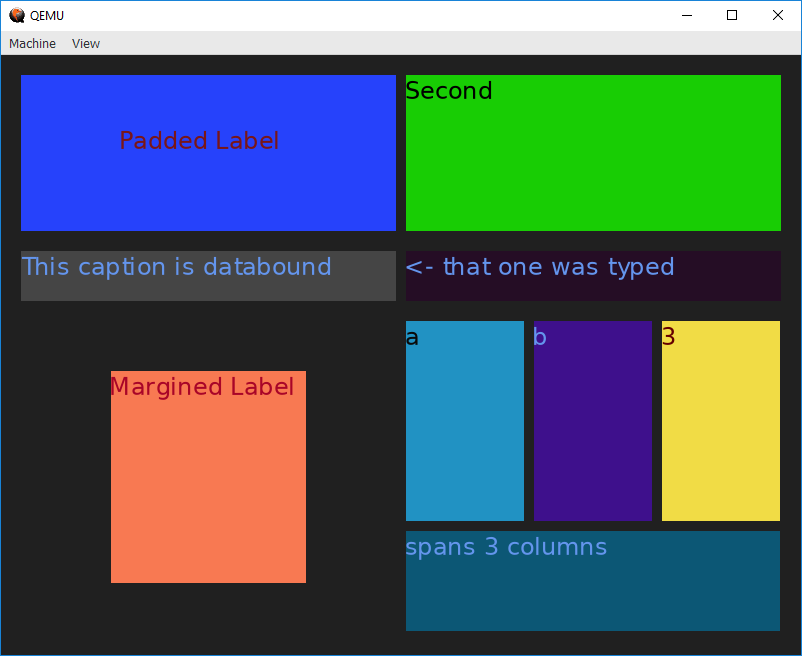 QEMU
Machine View
Padded Label
Second
This caption is databound
<- that one was typed
Margined Label
a
b
3
spans 3 columns